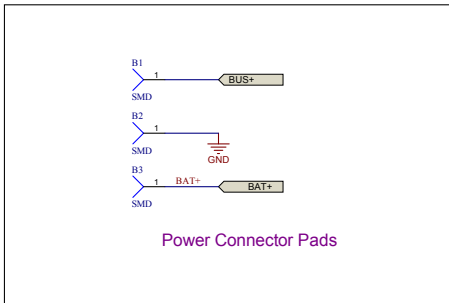 B1
1
BUS+
SMD
B2
1
SMD
GND
B3
1
BAT+
BAT+
SMD
Power Connector Pads